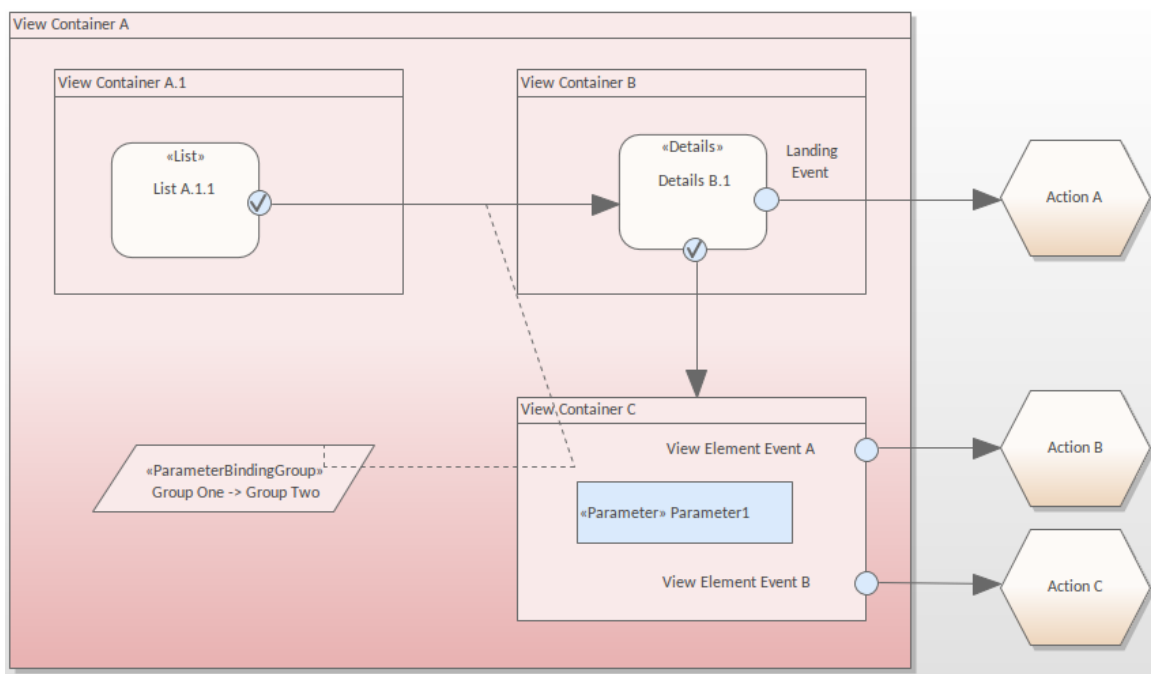 View Container A
View Container A.1
View Container B
«List»
List A.1.1
«Details»
Details B.1
Landing
Event
Action A
View Container C
View Element Event A
Action B
«ParameterBindingGroup»
Group One -> Group Two
«Parameter» Parameter1
View Element Event B
Action C